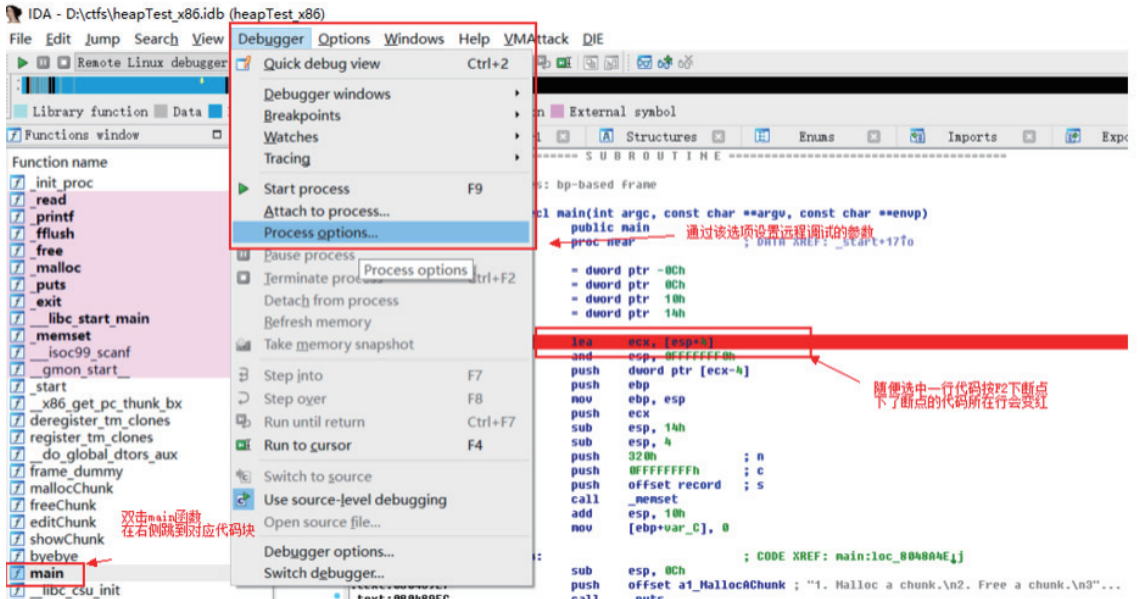 IDA - D:\ctfs\heapTest_x86.idb (heapTest_x86)
File Edit Jump Search View Debugger Options Windows Help VMAttack DIE
Remote Linux debugger
Quick debug view Ctrl+2
Debugger windows
Breakpoints
Watches
Tracing
Start process F9
Attach to process...
Process options...
Pause process
Process options
Terminate process Ctrl+F2
Detach from process
Refresh memory
Take memory snapshot
Step into F7
Step over F8
Run until return Ctrl+F7
Run to cursor F4
Switch to source
Use source-level debugging
Open source file...
Debugger options...
Switch debugger...
Library function Data
External symbol
Functions window
Structures Enums Imports
Function name
_init_proc
_read
_printf
_fflush
_free
_malloc
_puts
_exit
__libc_start_main
_memset
___isoc99_scanf
__gmon_start__
_start
__x86_get_pc_thunk_bx
deregister_tm_clones
register_tm_clones
__do_global_dtors_aux
frame_dummy
mallocChunk
freeChunk
editChunk
showChunk
byebye
main
__libc_csu_init
双击main函数
在右侧跳到对应代码块
S U B R O U T I N E
bp-based frame
main(int argc, const char **argv, const char **envp)
public main
proc near ; DATA XREF: _start+17↑o
通过该选项设置远程调试的参数
= dword ptr -0Ch
= dword ptr 0Ch
= dword ptr 10h
= dword ptr 14h
lea ecx, [esp+4]
and esp, 0FFFFFFF0h
push dword ptr [ecx-4]
push ebp
mov ebp, esp
push ecx
sub esp, 14h
sub esp, 4
push 320h ; n
push 0FFFFFFFFh ; c
push offset record ; s
call _memset
add esp, 10h
mov [ebp+var_C], 0
随便选中一行代码按F2下断点
下了断点的代码所在行会变红
; CODE XREF: main:loc_8048A4E↓j
sub esp, 0Ch
push offset a1_MallocAChunk ; "1. Malloc a chunk.\n2. Free a chunk.\n3"...